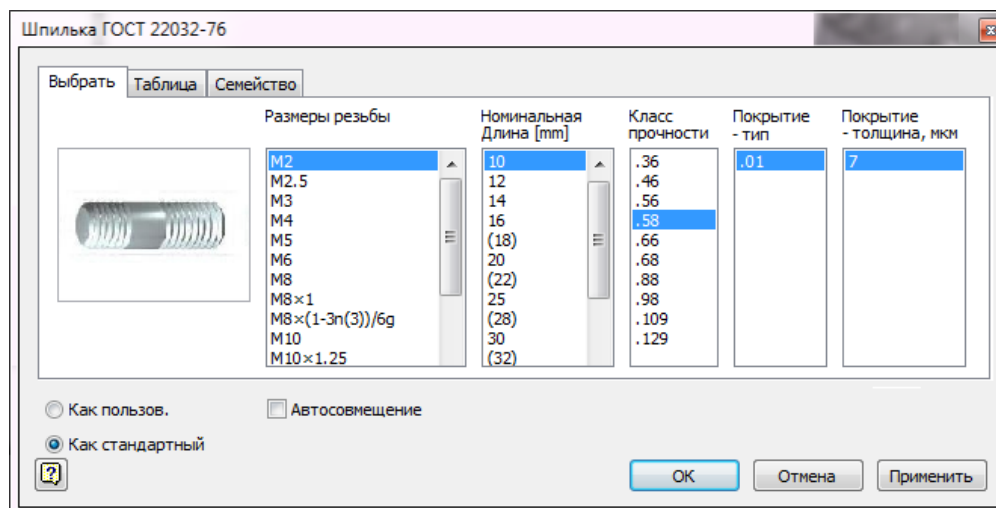 Шпилька ГОСТ 22032-76
Выбрать Таблица Семейство
Размеры резьбы
M2
M2.5
M3
M4
M5
M6
M8
M8×1
M8×(1-3n(3))/6g
M10
M10×1.25
Номинальная
Длина [mm]
10
12
14
16
(18)
20
(22)
25
(28)
30
(32)
Класс
прочности
.36
.46
.56
.58
.66
.68
.88
.98
.109
.129
Покрытие
- тип
.01
Покрытие
- толщина, мкм
7
Как пользов.
Автосовмещение
Как стандартный
OK Отмена Применить